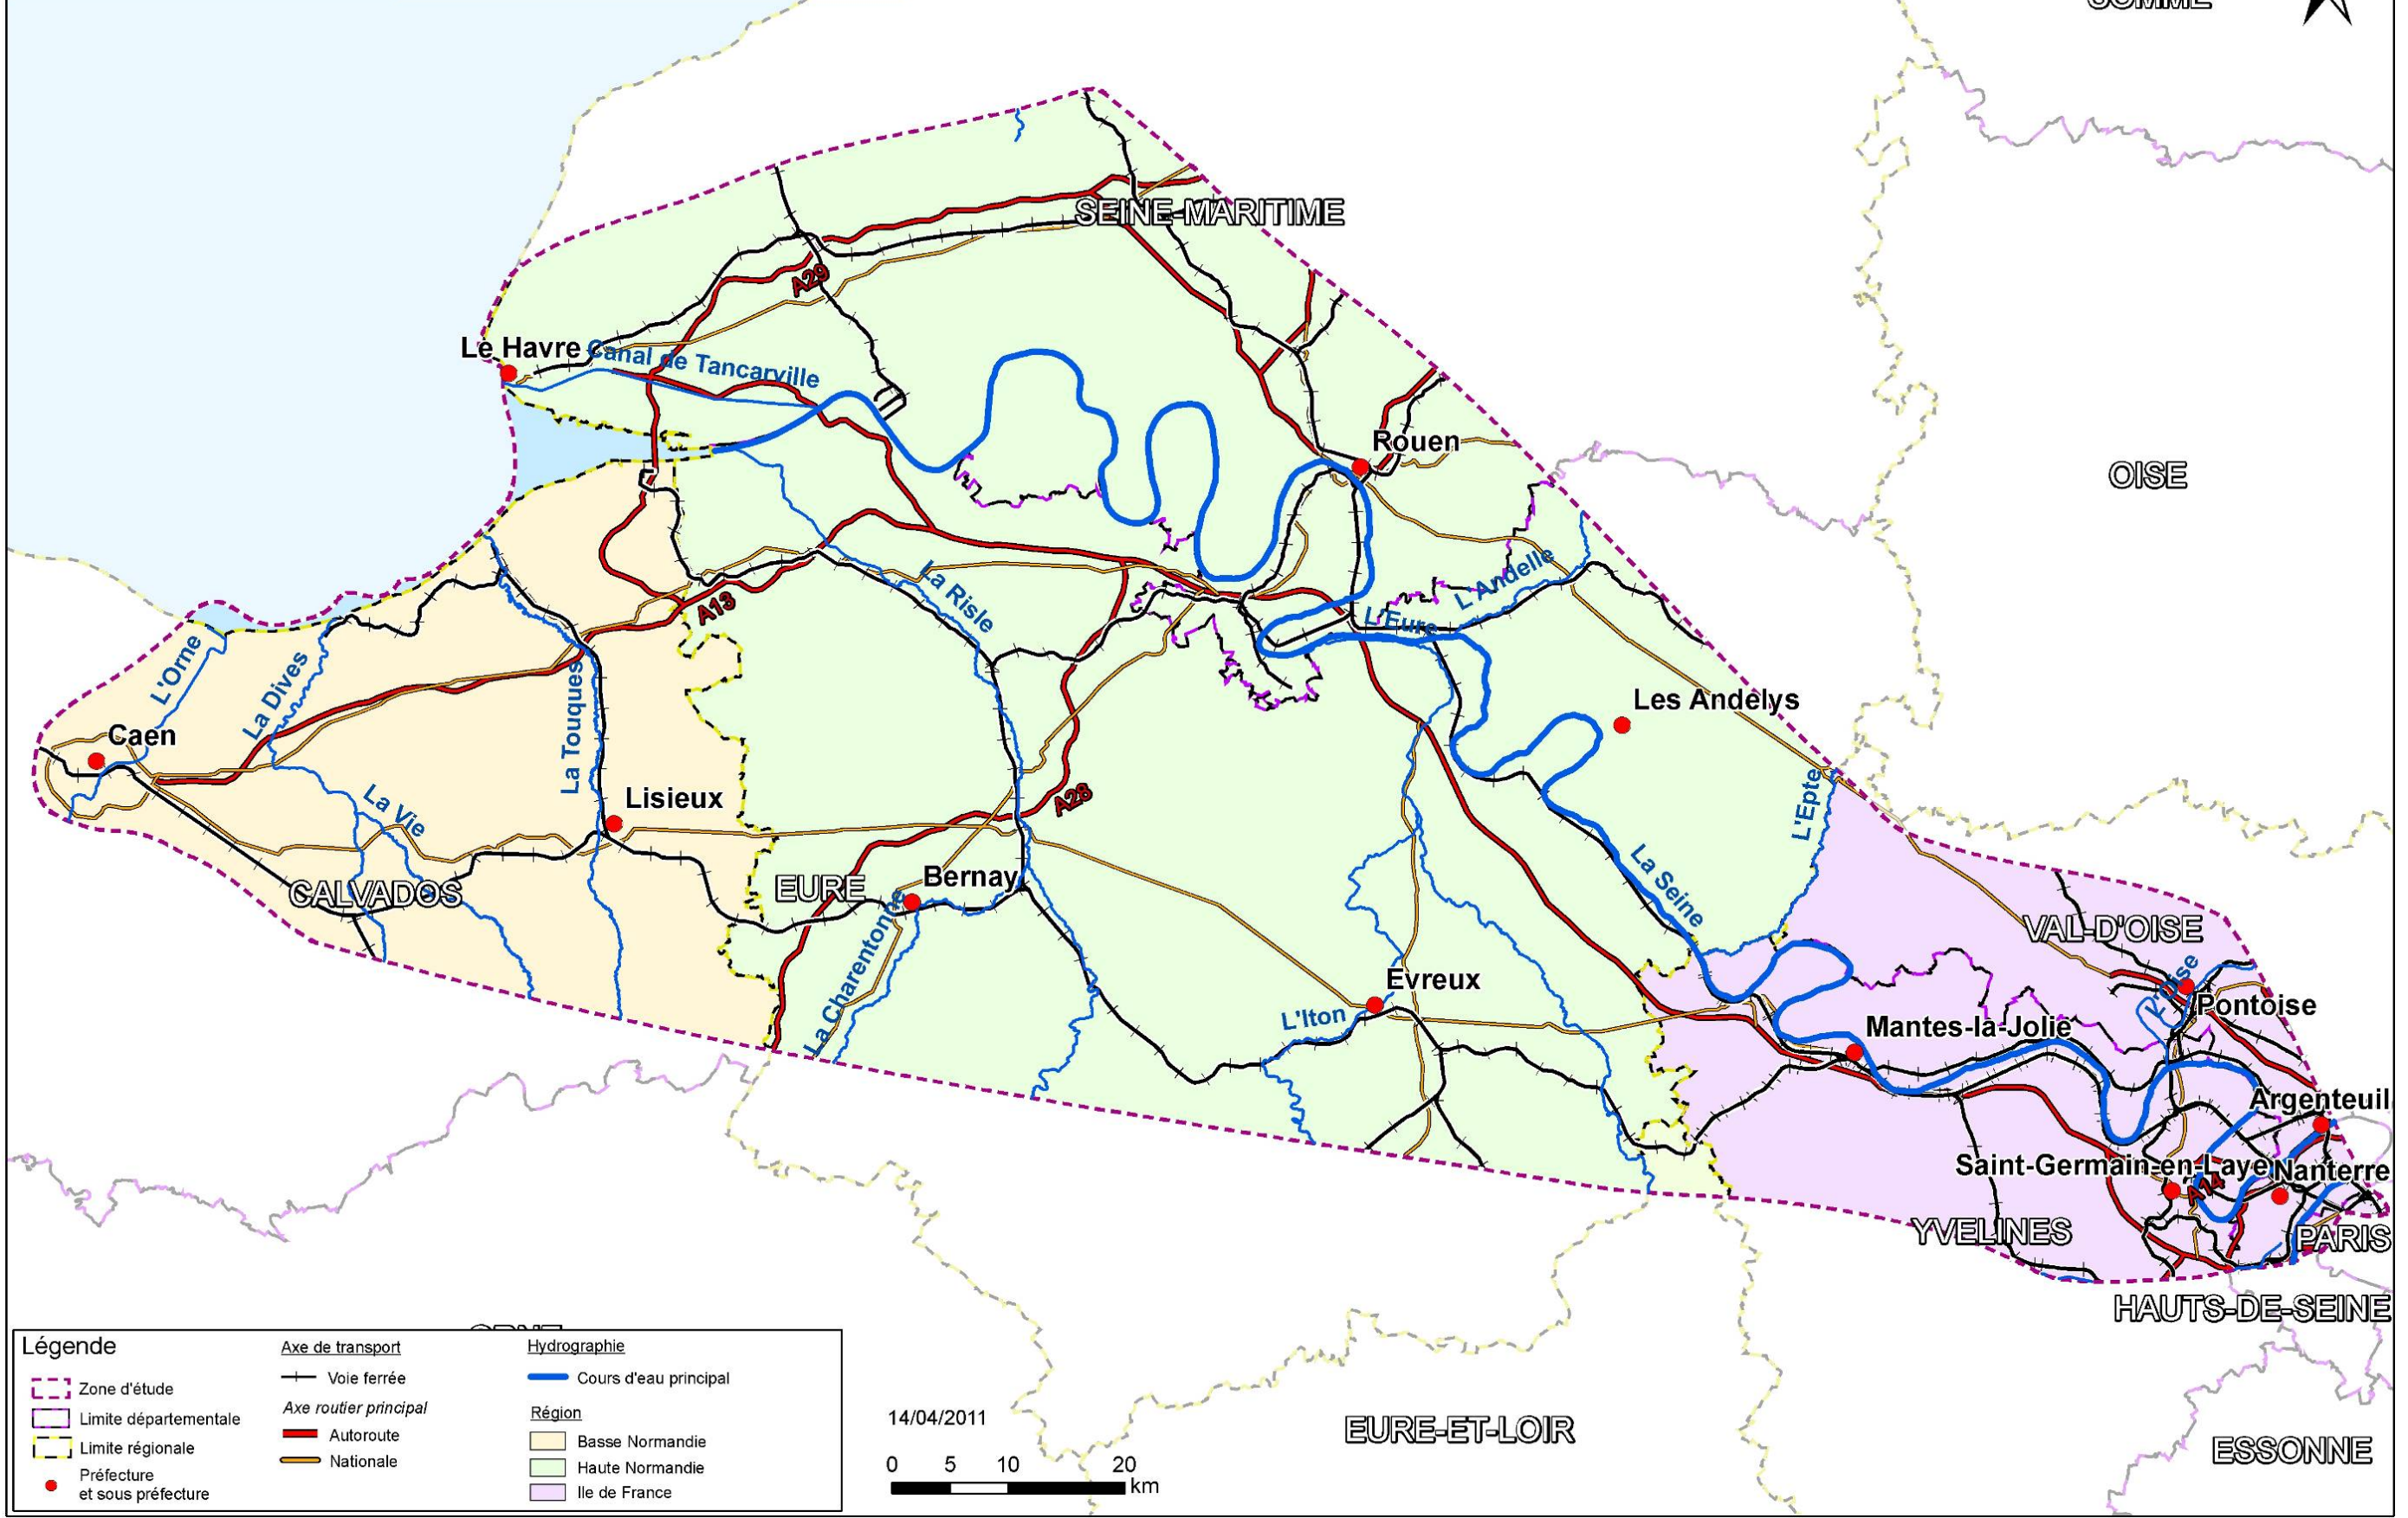 SOMME
SEINE-MARITIME
A29
Le Havre
Canal de Tancarville
Rouen
OISE
La Risle
L'Andelle
A13
L'Eure
L'Orne
La Dives
La Touques
Les Andelys
Caen
Lisieux
La Vie
A28
L'Epte
CALVADOS
EURE
Bernay
La Seine
VAL-D'OISE
La Charentonne
Evreux
L'Iton
L'Oise
Pontoise
Mantes-la-Jolie
Argenteuil
Saint-Germain-en-Laye
Nanterre
A14
YVELINES
PARIS
HAUTS-DE-SEINE
EURE-ET-LOIR
ESSONNE
Légende
Zone d'étude
Limite départementale
Limite régionale
Préfecture
et sous préfecture
Axe de transport
Voie ferrée
Axe routier principal
Autoroute
Nationale
Hydrographie
Cours d'eau principal
Région
Basse Normandie
Haute Normandie
Ile de France
14/04/2011
0 5 10 20
km